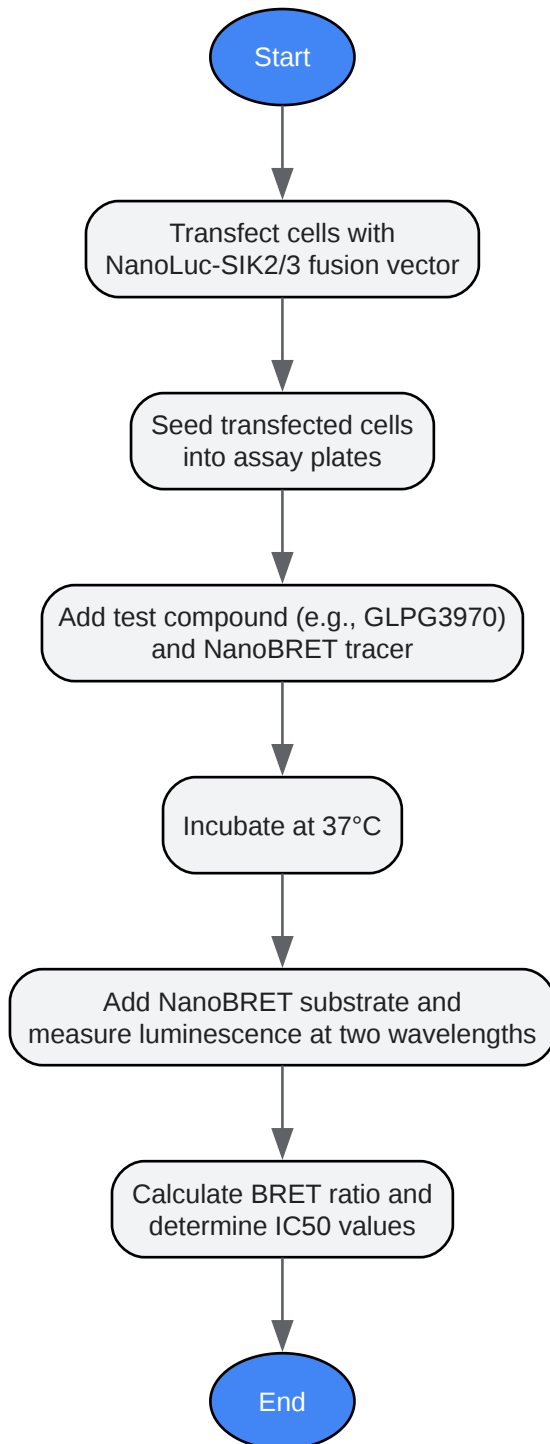 Start
Transfect cells with
NanoLuc-SIK2/3 fusion vector
Seed transfected cells
into assay plates
Add test compound (e.g., GLPG3970)
and NanoBRET tracer
Incubate at 37°C
Add NanoBRET substrate and
measure luminescence at two wavelengths
Calculate BRET ratio and
determine IC50 values
End